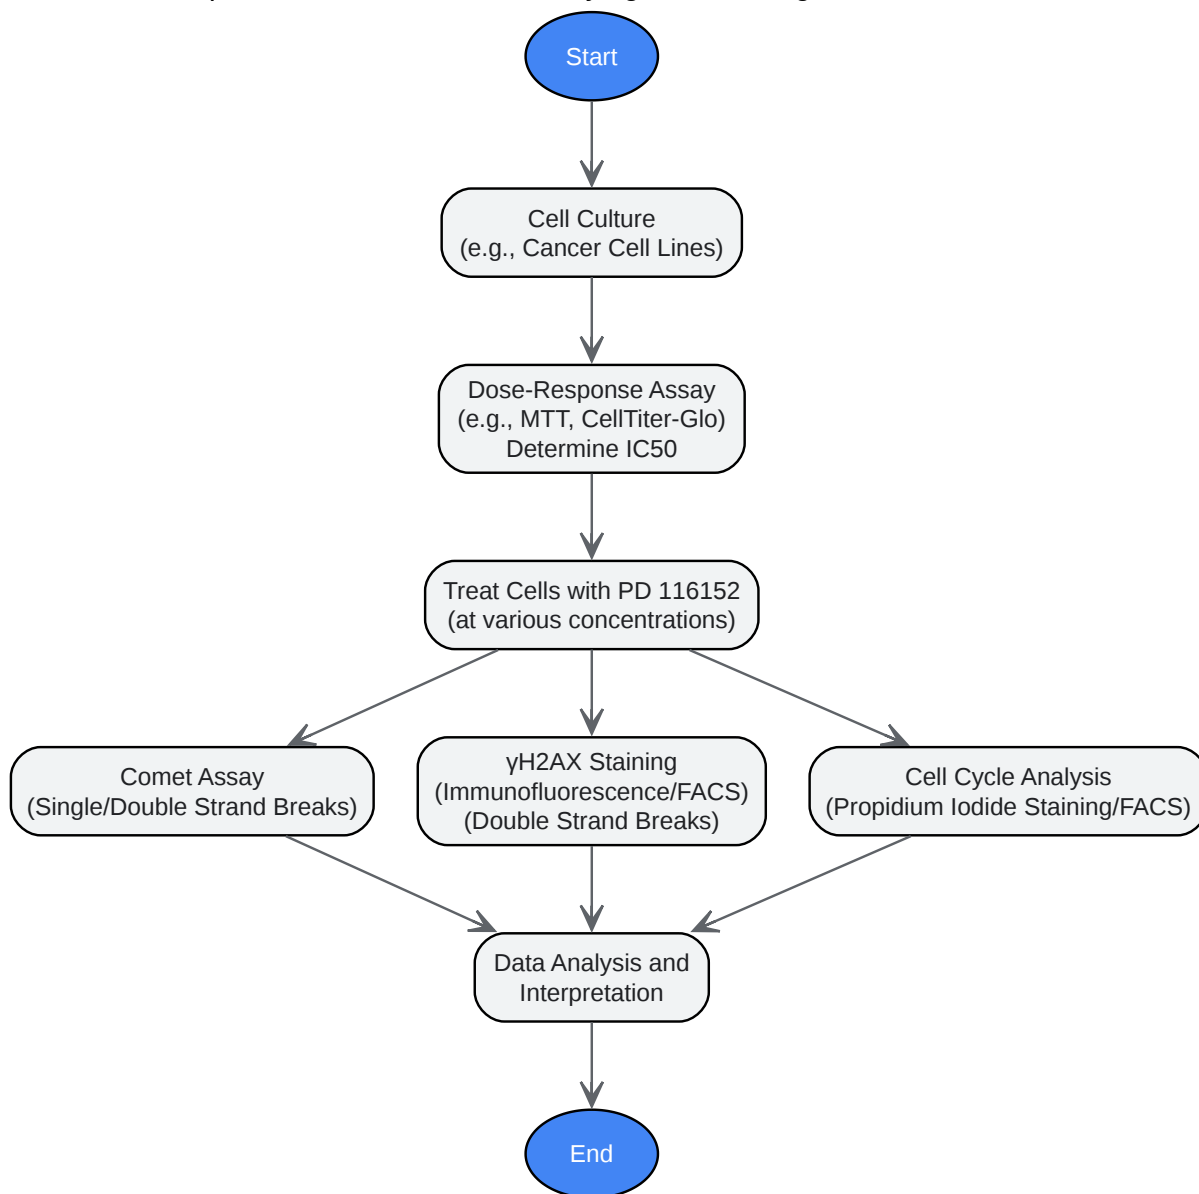 Start
Cell Culture
(e.g., Cancer Cell Lines)
Dose-Response Assay
(e.g., MTT, CellTiter-Glo)
Determine IC50
Treat Cells with PD 116152
(at various concentrations)
Comet Assay
(Single/Double Strand Breaks)
γH2AX Staining
(Immunofluorescence/FACS)
(Double Strand Breaks)
Cell Cycle Analysis
(Propidium Iodide Staining/FACS)
Data Analysis and
Interpretation
End